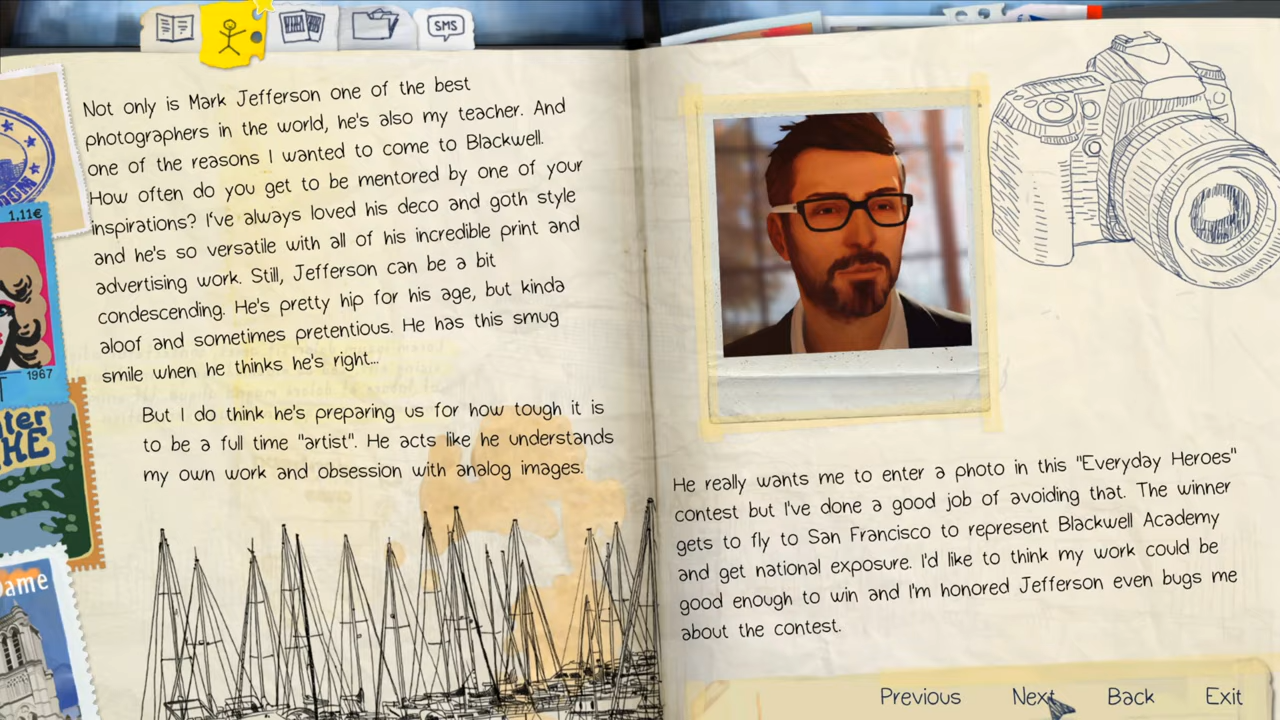 SMS
Not only is Mark Jefferson one of the best
photographers in the world, he's also my teacher. And
one of the reasons I wanted to come to Blackwell.
How often do you get to be mentored by one of your
inspirations? I've always loved his deco and goth style
and he's so versatile with all of his incredible print and
advertising work. Still, Jefferson can be a bit
condescending. He's pretty hip for his age, but kinda
aloof and sometimes pretentious. He has this smug
smile when he thinks he's right...
But I do think he's preparing us for how tough it is
to be a full time "artist". He acts like he understands
my own work and obsession with analog images.
1,11€
1967
ame
He really wants me to enter a photo in this "Everyday Heroes"
contest but I've done a good job of avoiding that. The winner
gets to fly to San Francisco to represent Blackwell Academy
and get national exposure. I'd like to think my work could be
good enough to win and I'm honored Jefferson even bugs me
about the contest.
Previous Next Back Exit